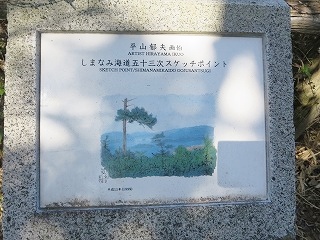 平山郁夫画伯
ARTIST HIRAYAMA IKUO
しまなみ海道五十三次スケッチポイント
SKETCH POINT/SHIMANAMIKAIDO GOJUSANTSUGI